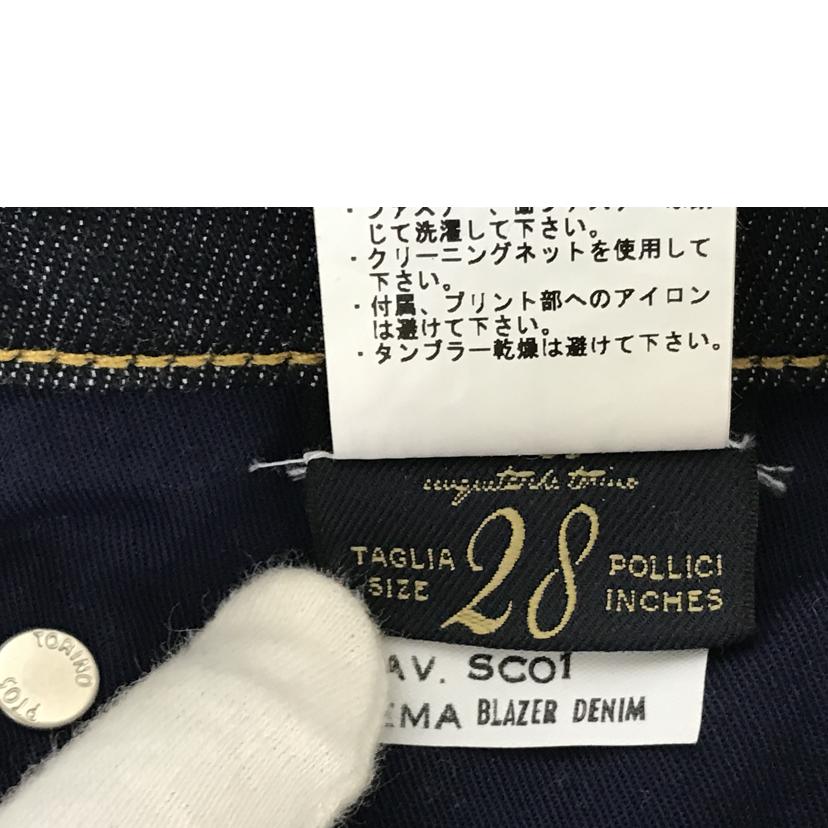 じて洗濯して下さい。
・クリーニングネットを使用して
下さい。
・付属、プリント部へのアイロン
は避けて下さい。
・タンブラー乾燥は避けて下さい。
torino
TAGLIA
SIZE
28
POLLICI
INCHES
AV. SC01
EMA BLAZER DENIM
TORINO
PT05